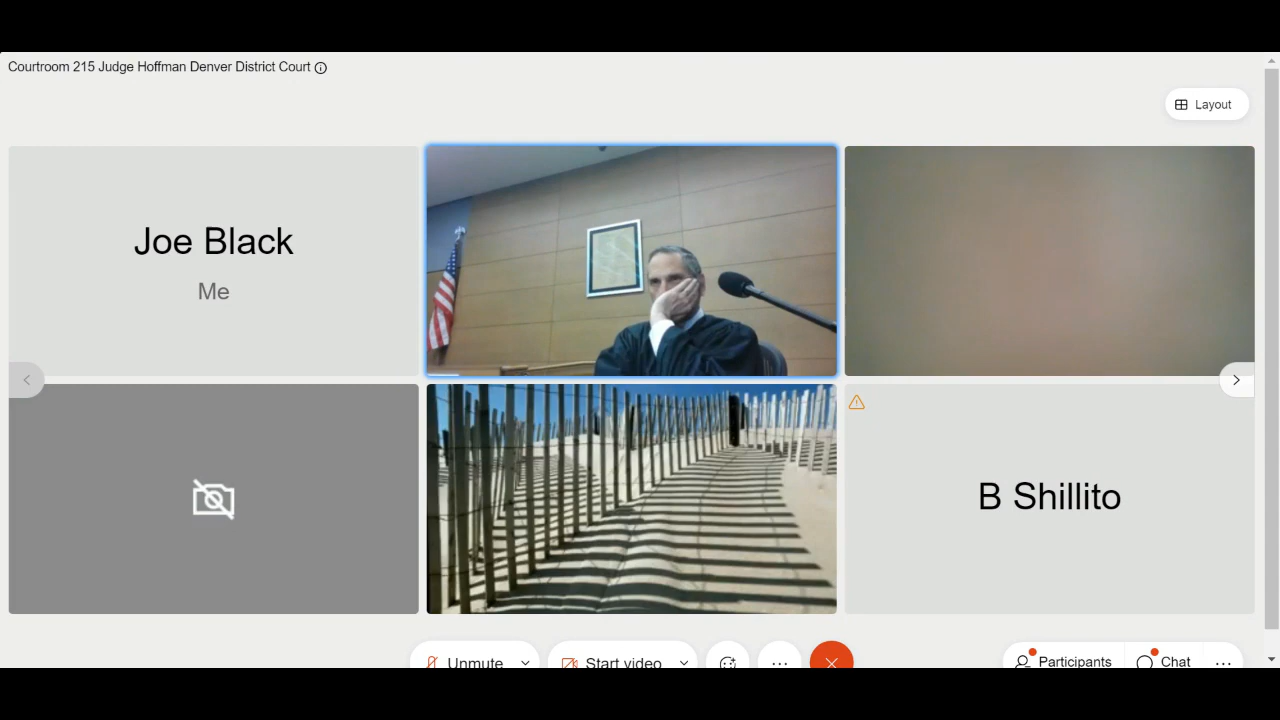 Courtroom 215 Judge Hoffman Denver District Court
Layout
Joe Black
Me
B Shillito
Unmute
Start video
Participants
Chat